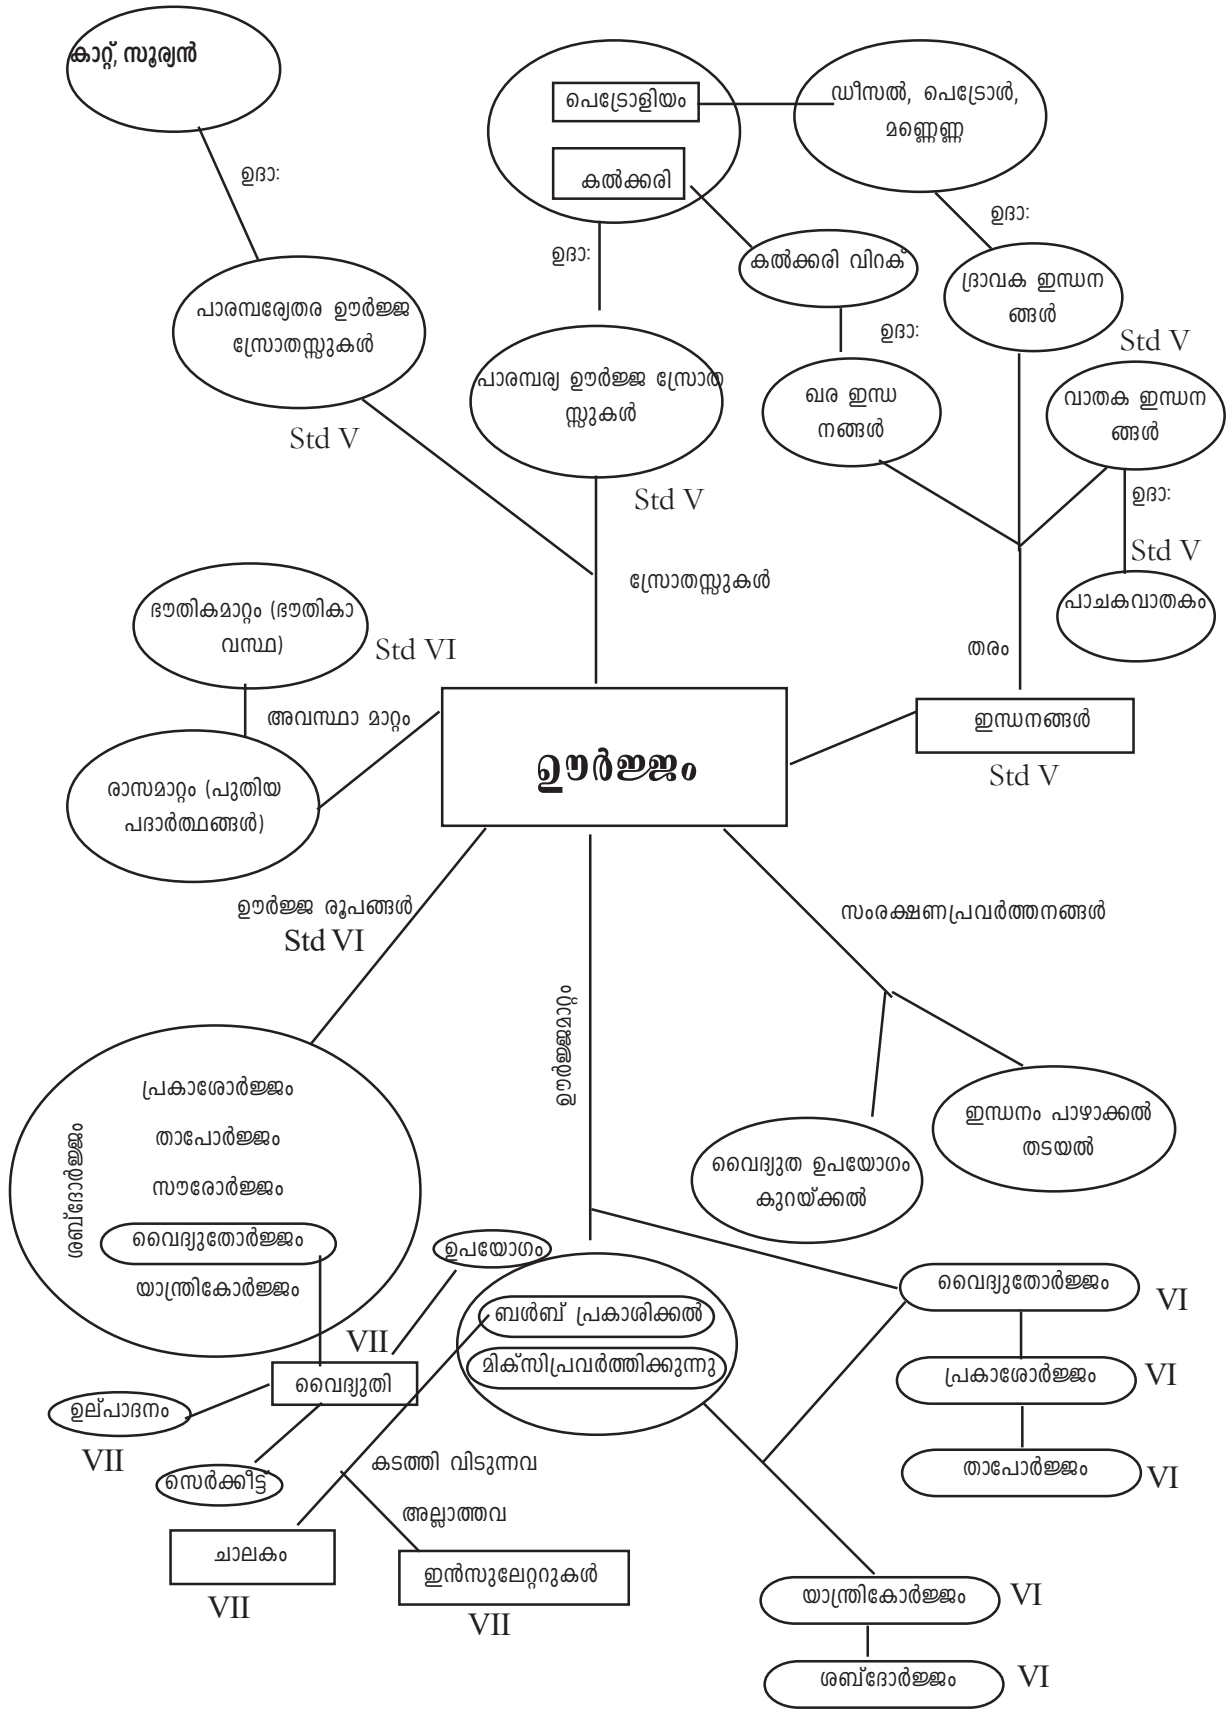 കാറ്റ്, സൂര്യൻ
പെട്രോളിയം
ഡീസൽ, പെട്രോൾ,
മണ്ണെണ്ണ
കൽക്കരി
ഉദാ:
ഉദാ:
ഉദാ:
കൽക്കരി വിറക്
ദ്രാവക ഇന്ധന
ങ്ങൾ
പാരമ്പര്യേതര ഊർജ്ജ
സ്രോതസ്സുകൾ
Std V
ഉദാ:
Std V
പാരമ്പര്യ ഊർജ്ജ സ്രോത
സ്സുകൾ
Std V
ഖര ഇന്ധ
നങ്ങൾ
വാതക ഇന്ധന
ങ്ങൾ
ഉദാ:
Std V
പാചകവാതകം
സ്രോതസ്സുകൾ
ഭൗതികമാറ്റം (ഭൗതികാ
വസ്ഥ)
Std VI
തരം
അവസ്ഥാ മാറ്റം
ഇന്ധനങ്ങൾ
Std V
ഊർജ്ജം
രാസമാറ്റം (പുതിയ
പദാർത്ഥങ്ങൾ)
ഊർജ്ജ രൂപങ്ങൾ
Std VI
സംരക്ഷണപ്രവർത്തനങ്ങൾ
ഊർജ്ജമാറ്റം
പ്രകാശോർജ്ജം
താപോർജ്ജം
സൗരോർജ്ജം
വൈദ്യുതോർജ്ജം
യാന്ത്രികോർജ്ജം
ശബ്ദോർജ്ജം
ഇന്ധനം പാഴാക്കൽ
തടയൽ
വൈദ്യുത ഉപയോഗം
കുറയ്ക്കൽ
ഉപയോഗം
വൈദ്യുതോർജ്ജം
VI
ബൾബ് പ്രകാശിക്കൽ
മിക്സിപ്രവർത്തിക്കുന്നു
VII
വൈദ്യുതി
പ്രകാശോർജ്ജം
VI
ഉല്പാദനം
VII
സെർക്കീട്ട്
കടത്തി വിടുന്നവ
താപോർജ്ജം
VI
അല്ലാത്തവ
ചാലകം
VII
ഇൻസുലേറ്ററുകൾ
VII
യാന്ത്രികോർജ്ജം
VI
ശബ്ദോർജ്ജം
VI